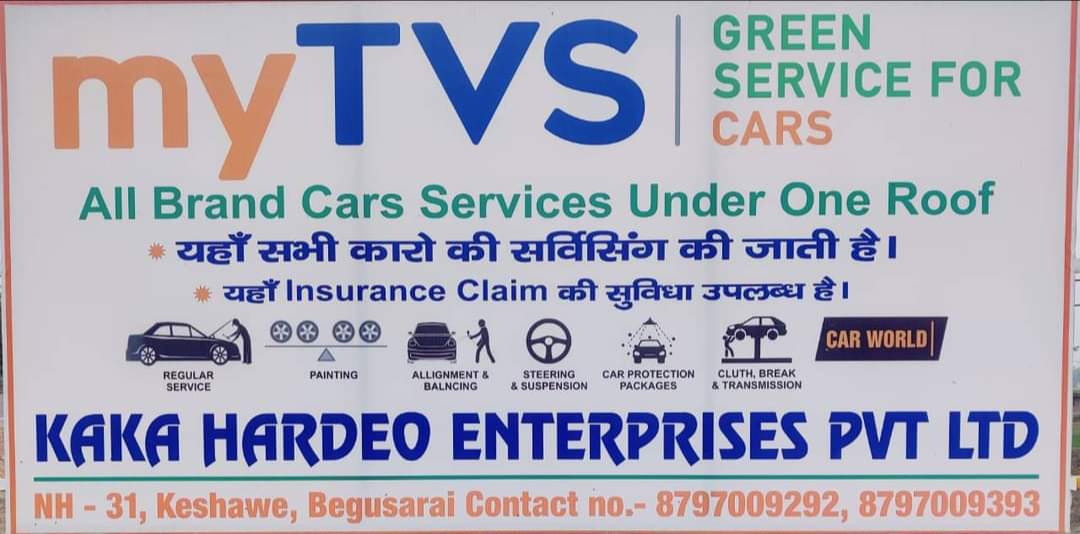 myTVS
GREEN
SERVICE FOR
CARS
All Brand Cars Services Under One Roof
यहाँ सभी कारो की सर्विसिंग की जाती है।
यहाँ Insurance Claim की सुविधा उपलब्ध है।
REGULAR
SERVICE
PAINTING
ALLIGNMENT &
BALNCING
STEERING
& SUSPENSION
CAR PROTECTION
PACKAGES
CLUTH, BREAK
& TRANSMISSION
CAR WORLD
KAKA HARDEO ENTERPRISES PVT LTD
NH - 31, Keshawe, Begusarai Contact no.- 8797009292, 8797009393